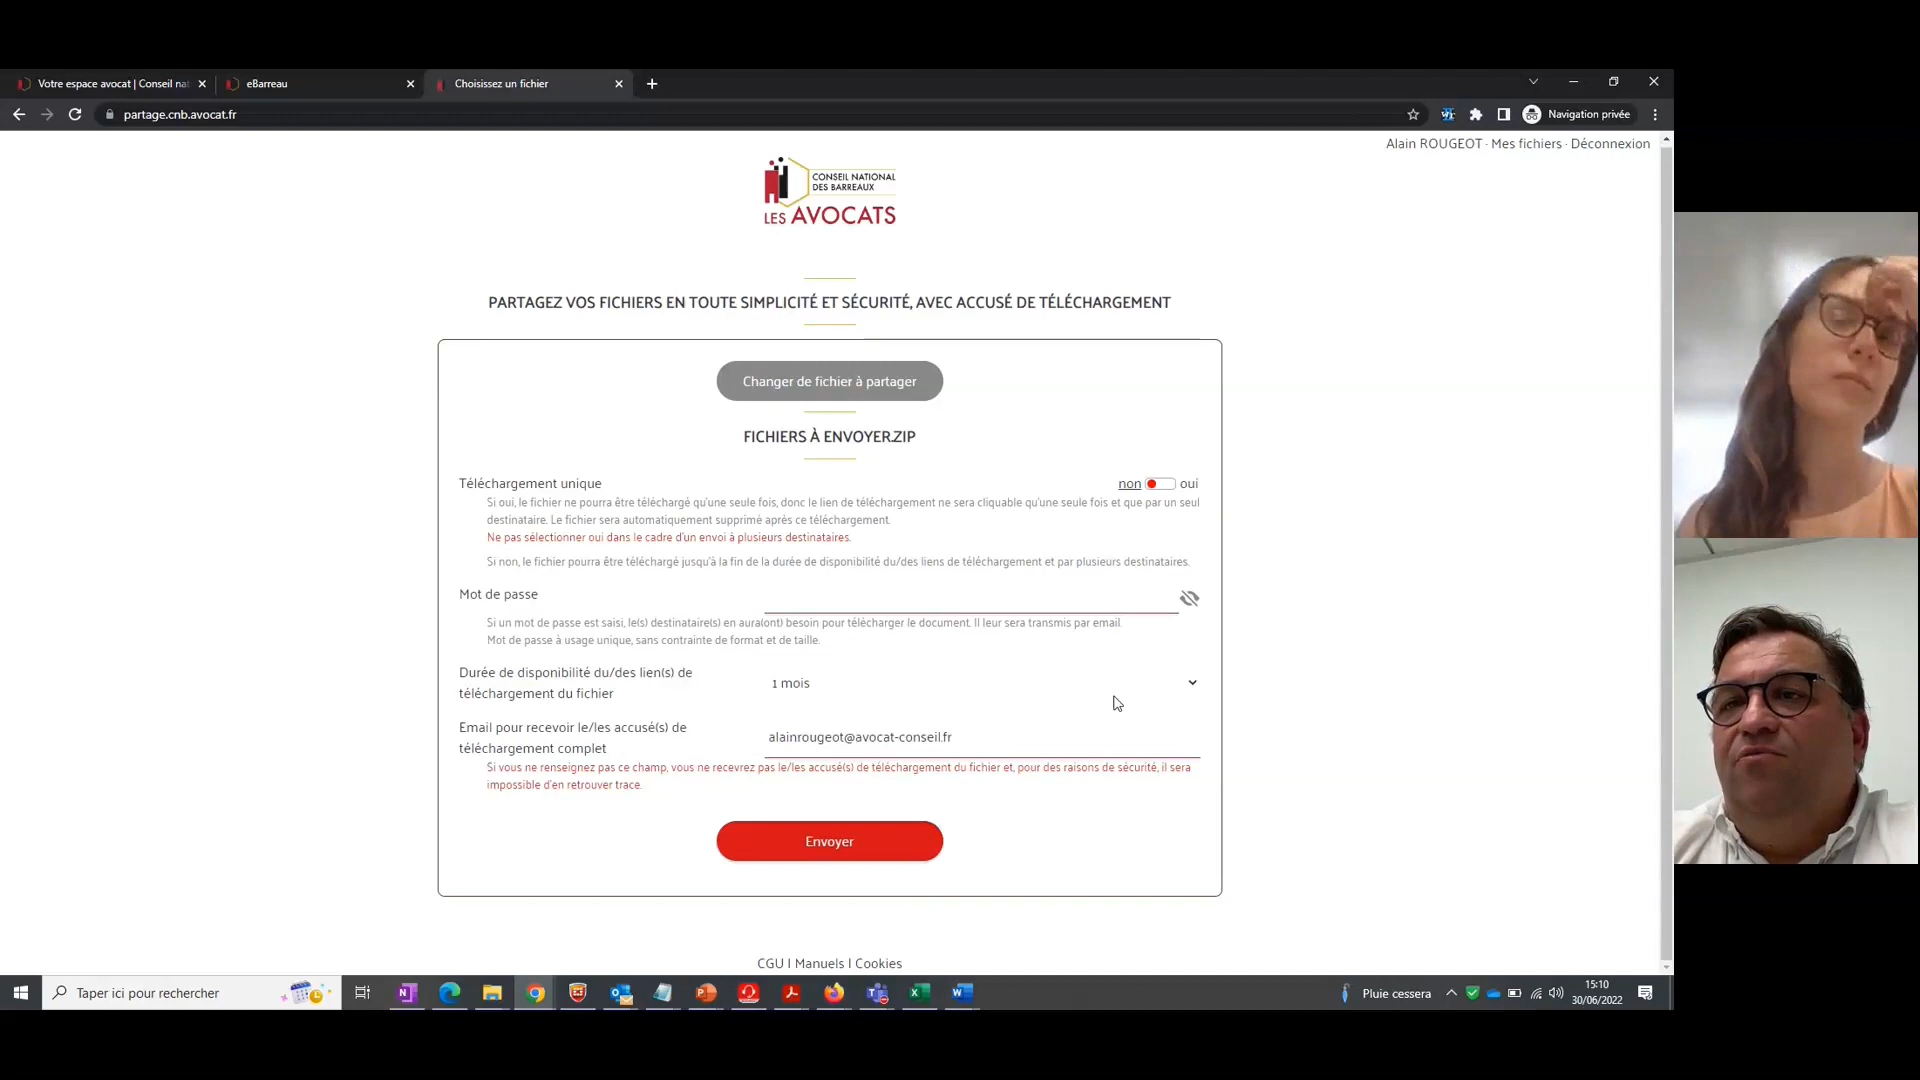 Votre espace avocat | Conseil nat
eBarreau
Choisissez un fichier
partage.cnb.avocat.fr
Navigation privée
Alain ROUGEOT · Mes fichiers · Déconnexion
CONSEIL NATIONAL
DES BARREAUX
LES AVOCATS
PARTAGEZ VOS FICHIERS EN TOUTE SIMPLICITÉ ET SÉCURITÉ, AVEC ACCUSÉ DE TÉLÉCHARGEMENT
Changer de fichier à partager
FICHIERS À ENVOYER.ZIP
Téléchargement unique
non oui
Si oui, le fichier ne pourra être téléchargé qu'une seule fois, donc le lien de téléchargement ne sera cliquable qu'une seule fois et que par un seul
destinataire. Le fichier sera automatiquement supprimé après ce téléchargement.
Ne pas sélectionner oui dans le cadre d'un envoi à plusieurs destinataires.
Si non, le fichier pourra être téléchargé jusqu'à la fin de la durée de disponibilité du/des liens de téléchargement et par plusieurs destinataires.
Mot de passe
Si un mot de passe est saisi, le(s) destinataire(s) en aura(ont) besoin pour télécharger le document. Il leur sera transmis par email.
Mot de passe à usage unique, sans contrainte de format et de taille.
Durée de disponibilité du/des lien(s) de
téléchargement du fichier
1 mois
Email pour recevoir le/les accusé(s) de
téléchargement complet
alainrougeot@avocat-conseil.fr
Si vous ne renseignez pas ce champ, vous ne recevrez pas le/les accusé(s) de téléchargement du fichier et, pour des raisons de sécurité, il sera
impossible d'en retrouver trace.
Envoyer
CGU | Manuels | Cookies
Taper ici pour rechercher
Pluie cessera
15:10
30/06/2022